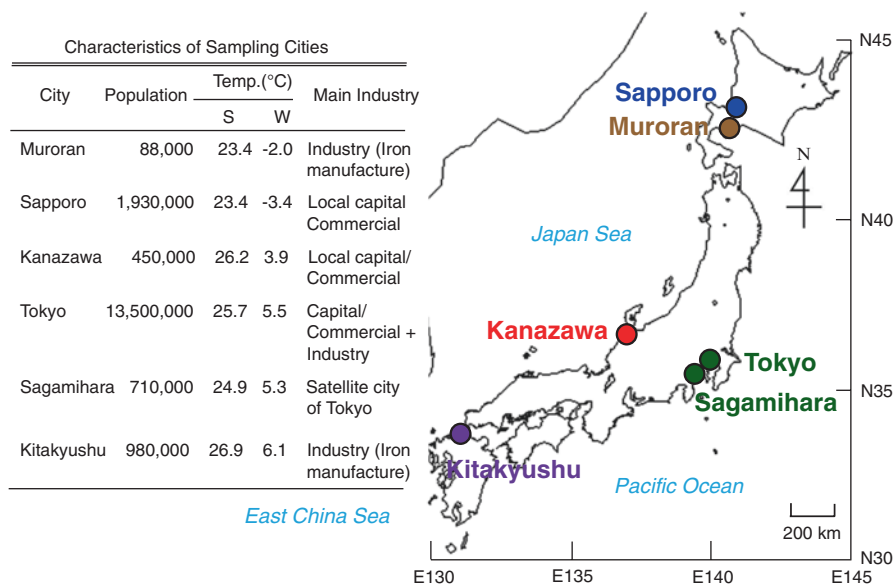 Characteristics of Sampling Cities
City Population Temp.(°C) Main Industry
S W
Muroran 88,000 23.4 -2.0 Industry (Iron
manufacture)
Sapporo 1,930,000 23.4 -3.4 Local capital
Commercial
Kanazawa 450,000 26.2 3.9 Local capital/
Commercial
Tokyo 13,500,000 25.7 5.5 Capital/
Commercial +
Industry
Sagamihara 710,000 24.9 5.3 Satellite city
of Tokyo
Kitakyushu 980,000 26.9 6.1 Industry (Iron
manufacture)
East China Sea
N45
Sapporo
Muroran
N
N40
Japan Sea
Kanazawa
Tokyo
N35
Sagamihara
Kitakyushu
Pacific Ocean
200 km
N30
E130 E135 E140 E145